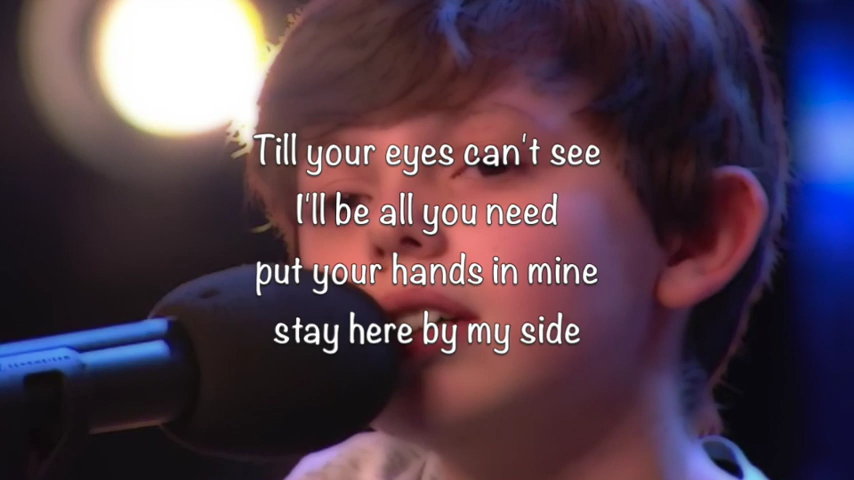 Till your eyes can't see
I'll be all you need
put your hands in mine
stay here by my side
SENNHEISER